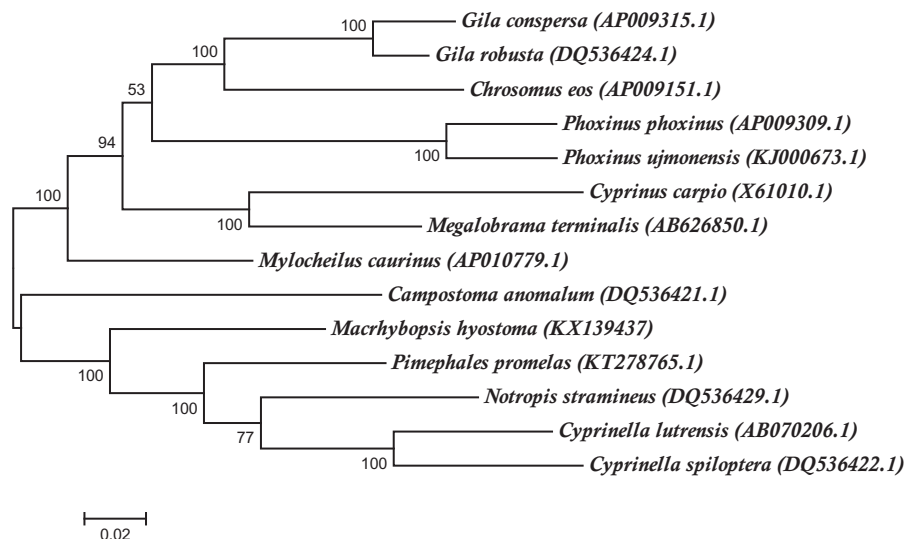 Gila conspersa (AP009315.1)
100
Gila robusta (DQ536424.1)
100
Chrosomus eos (AP009151.1)
53
Phoxinus phoxinus (AP009309.1)
94
100
Phoxinus ujmonensis (KJ000673.1)
Cyprinus carpio (X61010.1)
100
100
Megalobrama terminalis (AB626850.1)
Mylocheilus caurinus (AP010779.1)
Campostoma anomalum (DQ536421.1)
Macrhybopsis hyostoma (KX139437)
100
Pimephales promelas (KT278765.1)
100
Notropis stramineus (DQ536429.1)
77
Cyprinella lutrensis (AB070206.1)
100
Cyprinella spiloptera (DQ536422.1)
0.02